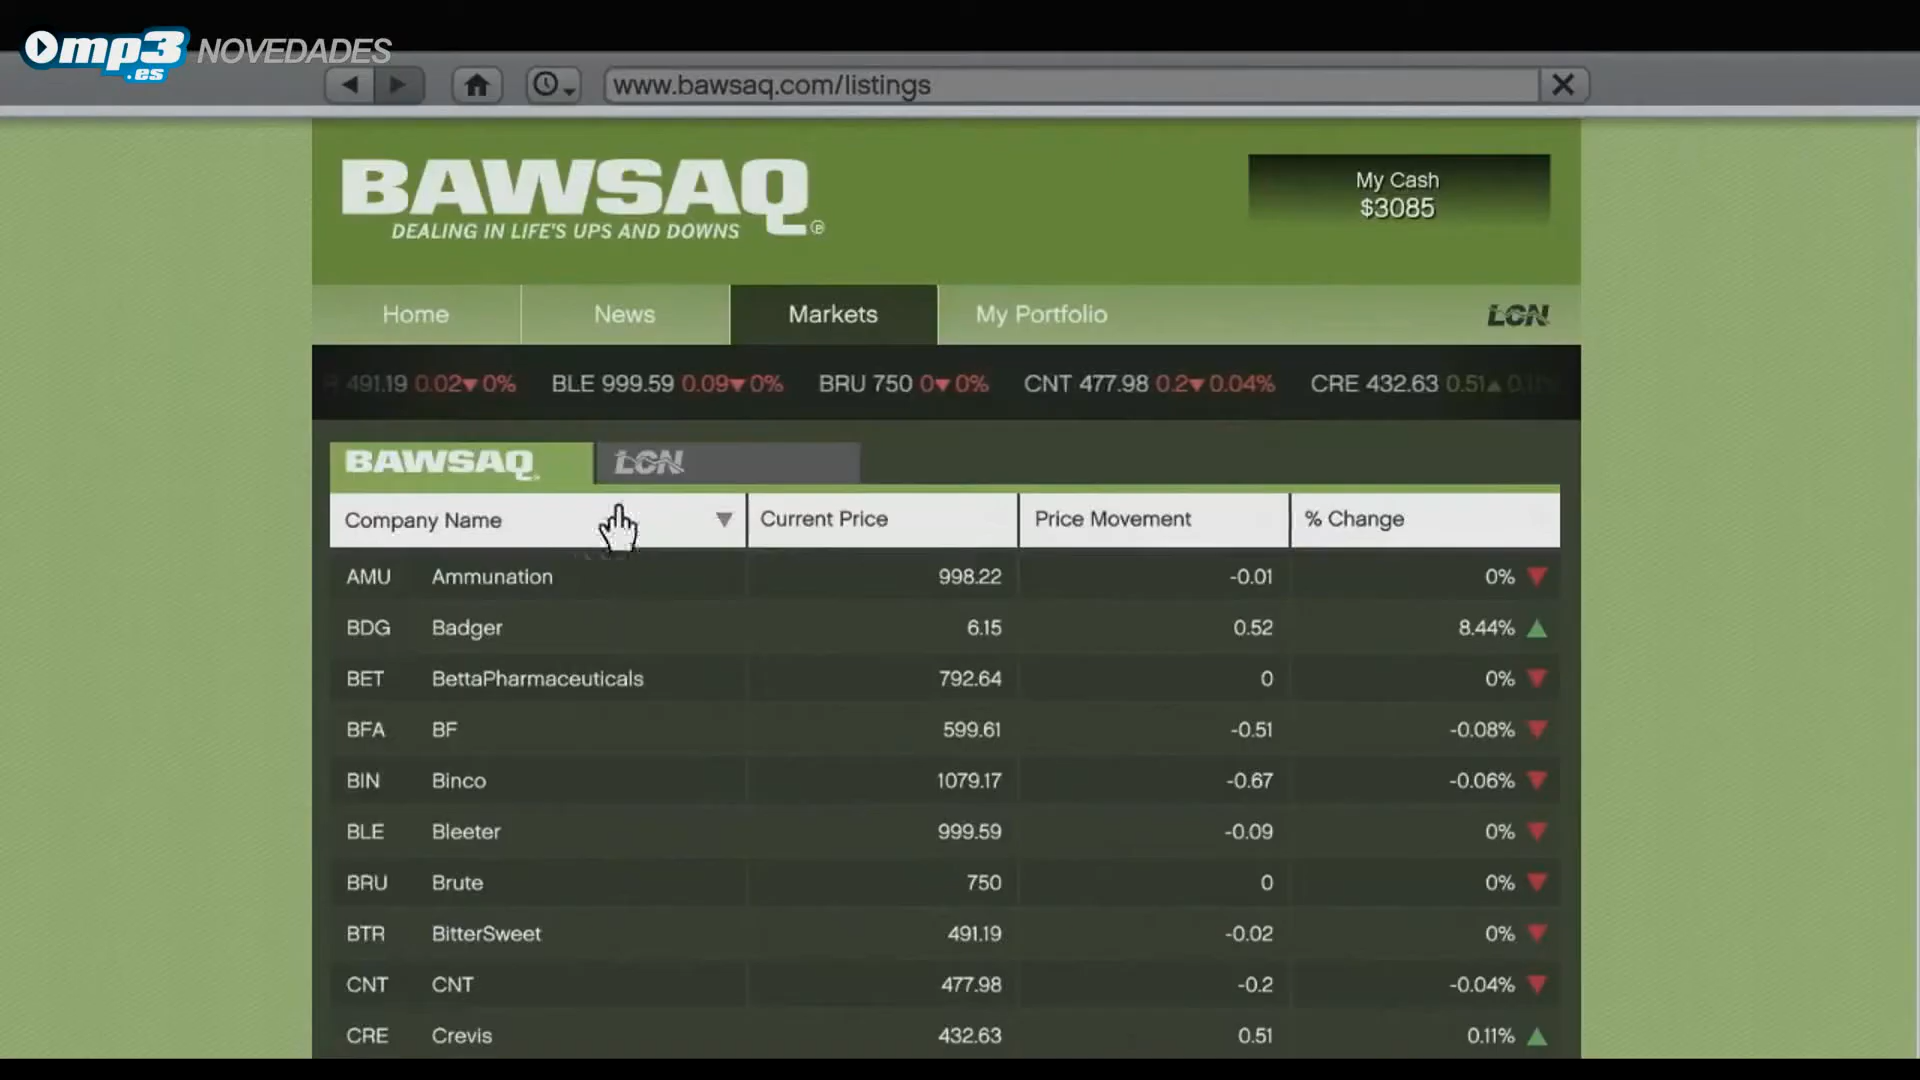 mp3.es NOVEDADES
www.bawsaq.com/listings
BAWSAQ
DEALING IN LIFE'S UPS AND DOWNS
My Cash
$3085
Home News Markets My Portfolio LCN
491.19 0.02▼0% BLE 999.59 0.09▼0% BRU 750 0▼0% CNT 477.98 0.2▼0.04% CRE 432.63 0.51▲
BAWSAQ LCN
Company Name ▼ Current Price Price Movement % Change
AMU Ammunation 998.22 -0.01 0% ▼
BDG Badger 6.15 0.52 8.44% ▲
BET BettaPharmaceuticals 792.64 0 0% ▼
BFA BF 599.61 -0.51 -0.08% ▼
BIN Binco 1079.17 -0.67 -0.06% ▼
BLE Bleeter 999.59 -0.09 0% ▼
BRU Brute 750 0 0% ▼
BTR BitterSweet 491.19 -0.02 0% ▼
CNT CNT 477.98 -0.2 -0.04% ▼
CRE Crevis 432.63 0.51 0.11% ▲